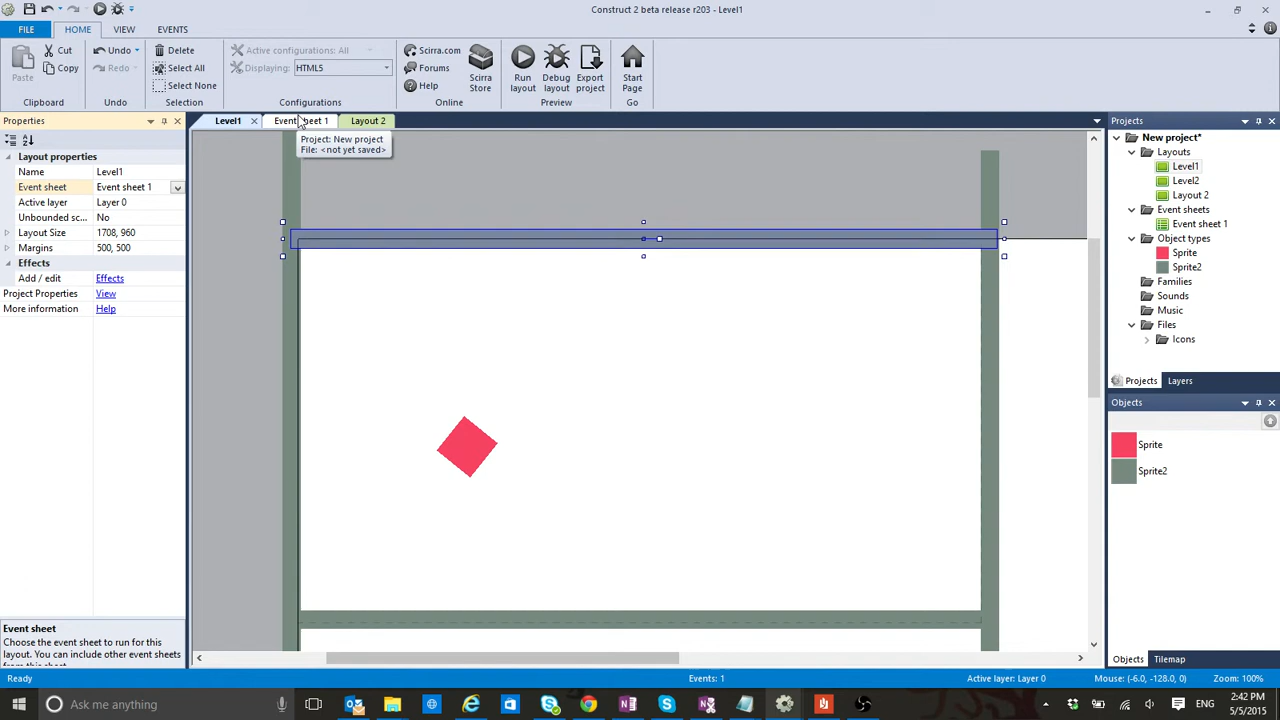 Construct 2 beta release r203 - Level1
FILE HOME VIEW EVENTS
Paste
Cut
Copy
Clipboard
Undo
Redo
Undo
Delete
Select All
Select None
Selection
Active configurations: All
Displaying: HTML5
Configurations
Scirra.com
Forums
Help
Scirra Store
Online
Run layout
Debug layout
Export project
Preview
Start Page
Go
Properties
Layout properties
Name Level1
Event sheet Event sheet 1
Active layer Layer 0
Unbounded sc... No
Layout Size 1708, 960
Margins 500, 500
Effects
Add / edit Effects
Project Properties View
More information Help
Event sheet
Choose the event sheet to run for this
layout. You can include other event sheets
Level1 Layout 2
Project: New project
File: <not yet saved>
Projects
New project*
Layouts
Level1
Level2
Layout 2
Event sheets
Event sheet 1
Object types
Sprite
Sprite2
Families
Sounds
Music
Files
Icons
Projects Layers
Objects
Sprite
Sprite2
Objects Tilemap
Ready Events: 1 Active layer: Layer 0 Mouse: (-6.0, -128.0, 0) Zoom: 100%
Ask me anything
ENG
2:42 PM
5/5/2015